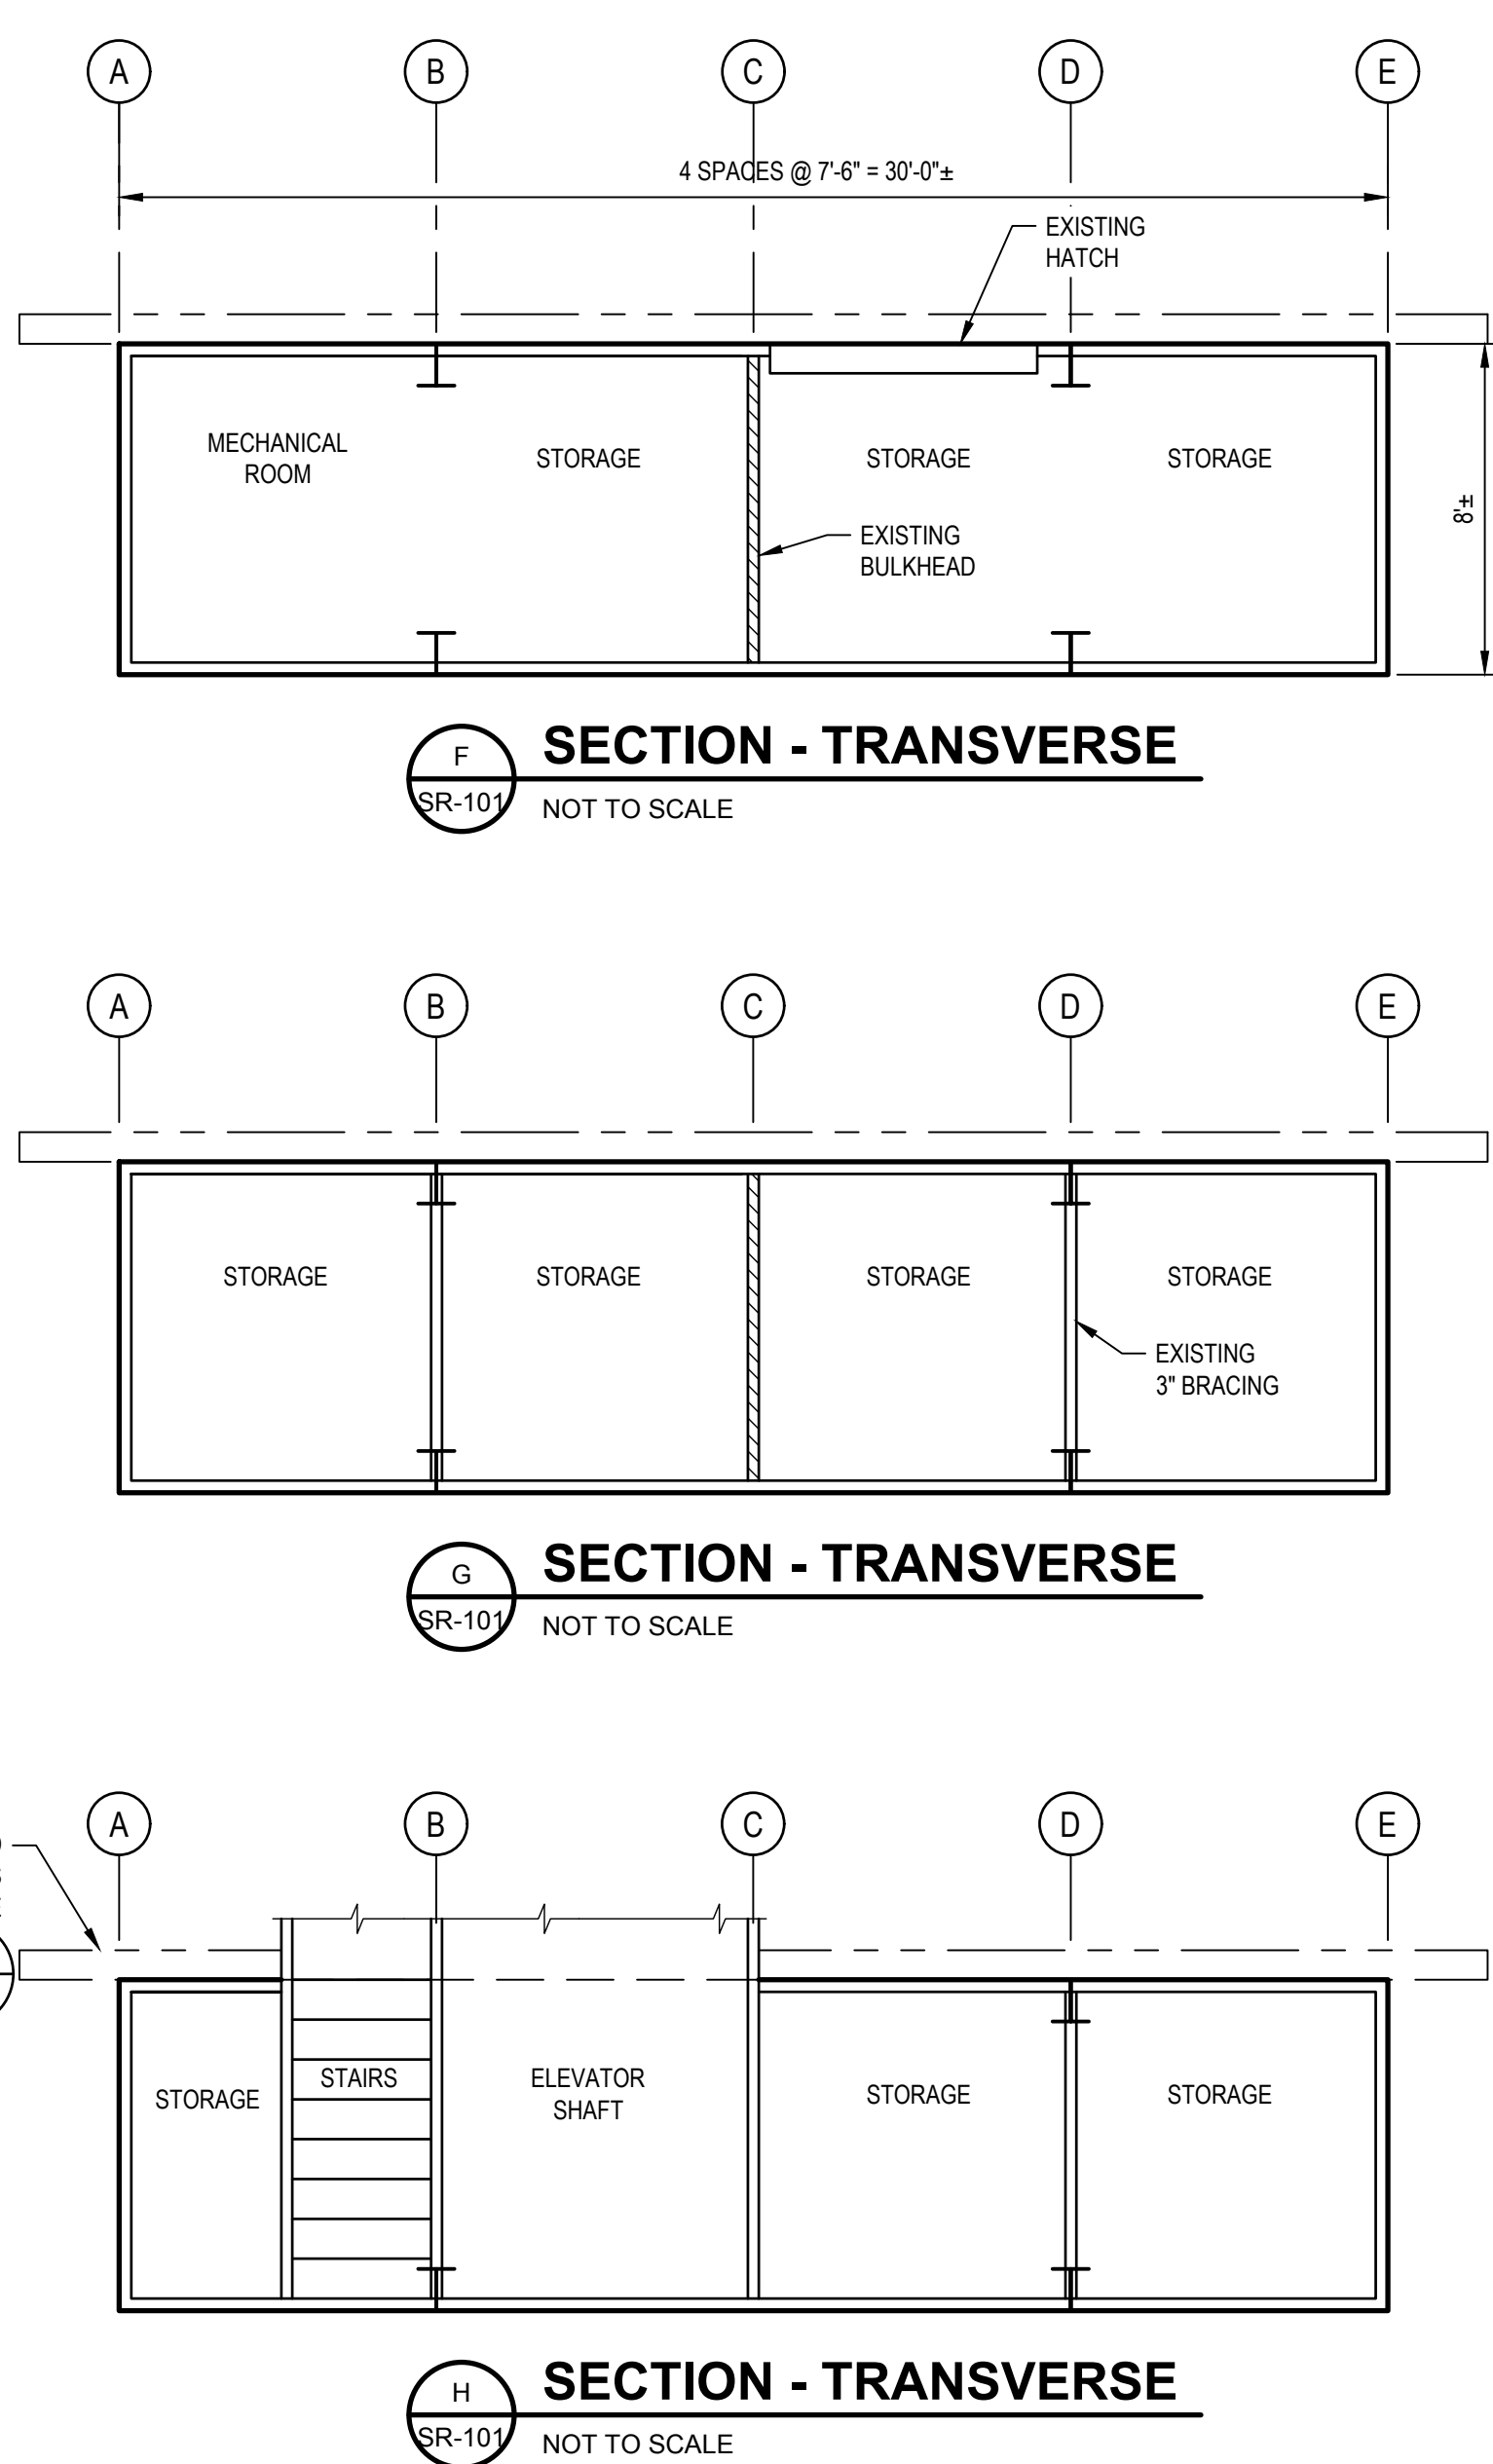 A B C D E
4 SPACES @ 7'-6" = 30'-0"±
EXISTING
HATCH
MECHANICAL
ROOM
STORAGE
STORAGE
STORAGE
8'±
EXISTING
BULKHEAD
F
SR-101
SECTION - TRANSVERSE
NOT TO SCALE
A B C D E
STORAGE
STORAGE
STORAGE
STORAGE
EXISTING
3" BRACING
G
SR-101
SECTION - TRANSVERSE
NOT TO SCALE
A B C D E
STORAGE
STAIRS
ELEVATOR
SHAFT
STORAGE
STORAGE
H
SR-101
SECTION - TRANSVERSE
NOT TO SCALE